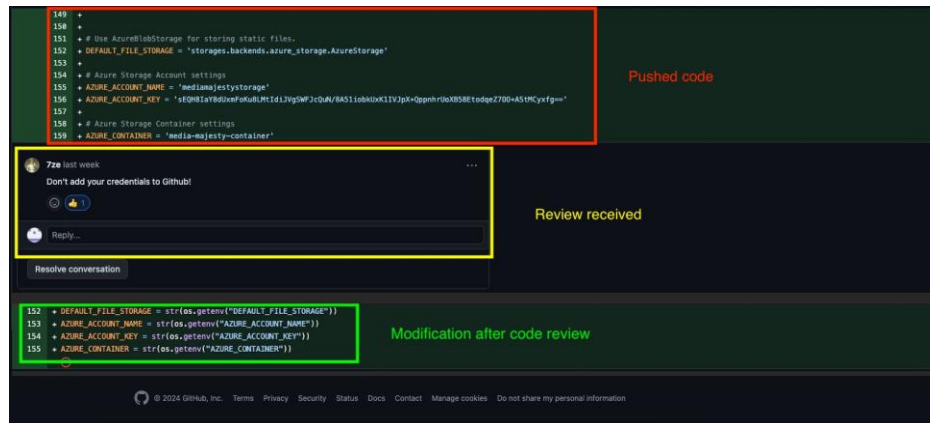 149 +
150 +
151 + # Use AzureBlobStorage for storing static files.
152 + DEFAULT_FILE_STORAGE = 'storages.backends.azure_storage.AzureStorage'
153 +
154 + # Azure Storage Account settings
155 + AZURE_ACCOUNT_NAME = 'mediamajestystorage'
156 + AZURE_ACCOUNT_KEY =
157 +
158 + # Azure Storage Container settings
159 + AZURE_CONTAINER = 'media-majesty-container'
Pushed code
7ze last week
Don't add your credentials to Github!
👍 1
Reply...
Review received
Resolve conversation
152 + DEFAULT_FILE_STORAGE = str(os.getenv("DEFAULT_FILE_STORAGE"))
153 + AZURE_ACCOUNT_NAME = str(os.getenv("AZURE_ACCOUNT_NAME"))
154 + AZURE_ACCOUNT_KEY = str(os.getenv("AZURE_ACCOUNT_KEY"))
155 + AZURE_CONTAINER = str(os.getenv("AZURE_CONTAINER"))
Modification after code review
© 2024 GitHub, Inc. Terms Privacy Security Status Docs Contact Manage cookies Do not share my personal information